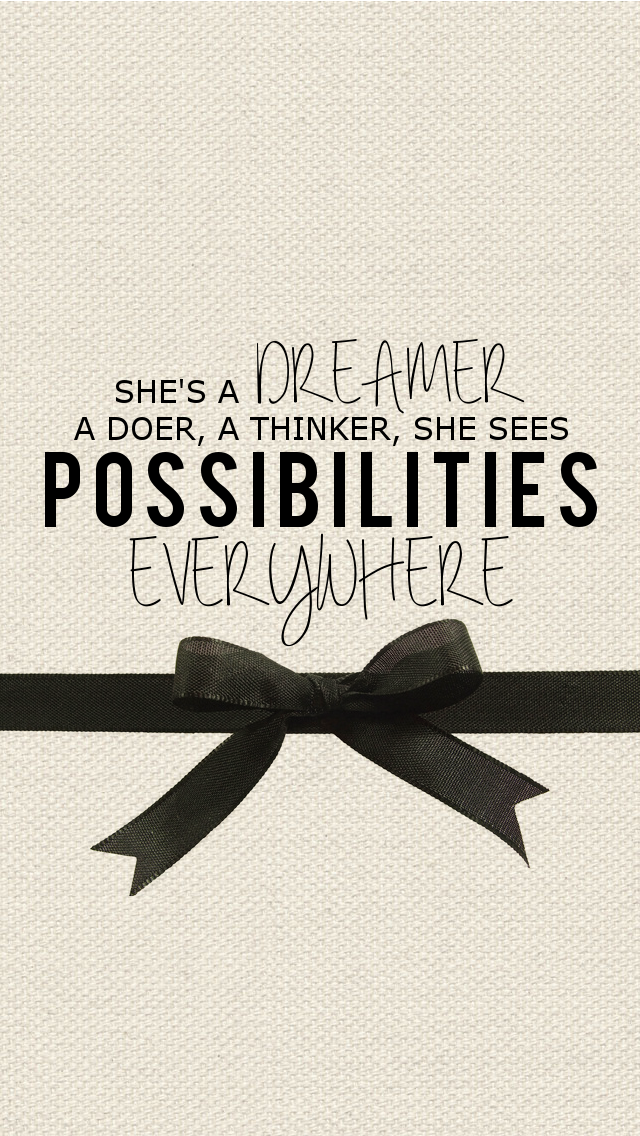 SHE'S A DREAMER
A DOER, A THINKER, SHE SEES
POSSIBILITIES
EVERYWHERE